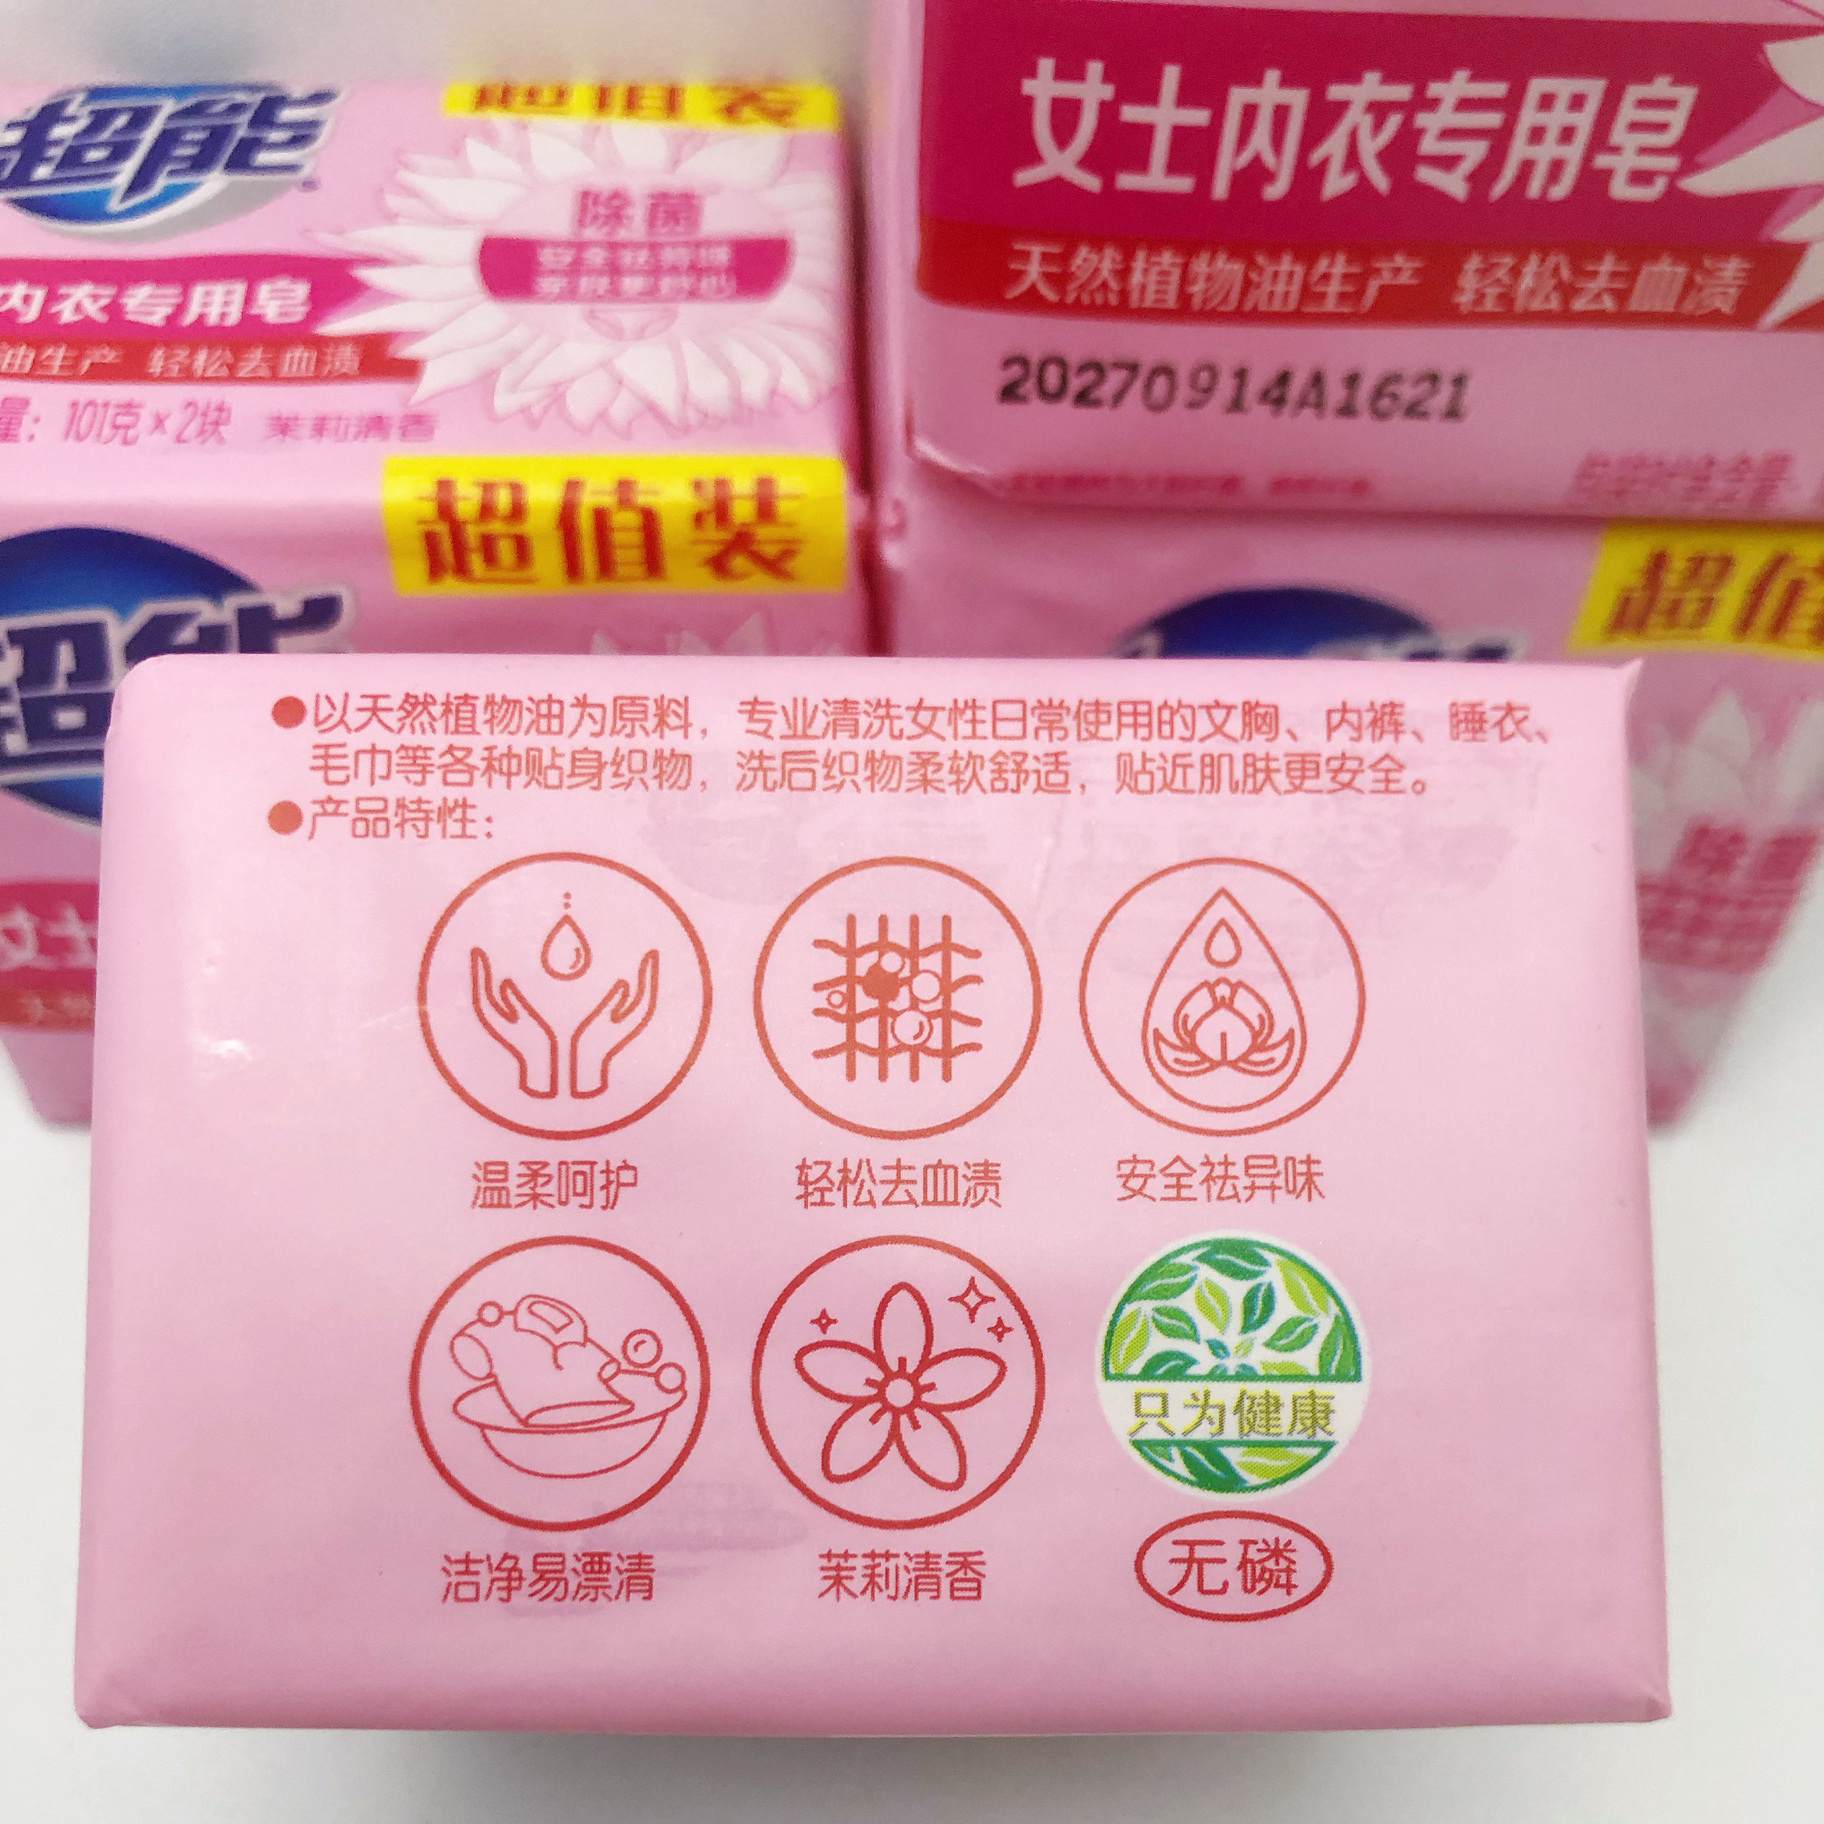 超能
超值装
除菌
内衣专用皂
油生产 轻松去血渍
量：101克×2块 茉莉清香
女士内衣专用皂
天然植物油生产 轻松去血渍
20270914A1621
超值装
超能
超值
女士
除菌
●以天然植物油为原料，专业清洗女性日常使用的文胸、内裤、睡衣、
毛巾等各种贴身织物，洗后织物柔软舒适，贴近肌肤更安全。
●产品特性：
温柔呵护 轻松去血渍 安全祛异味
只为健康
洁净易漂清 茉莉清香 无磷